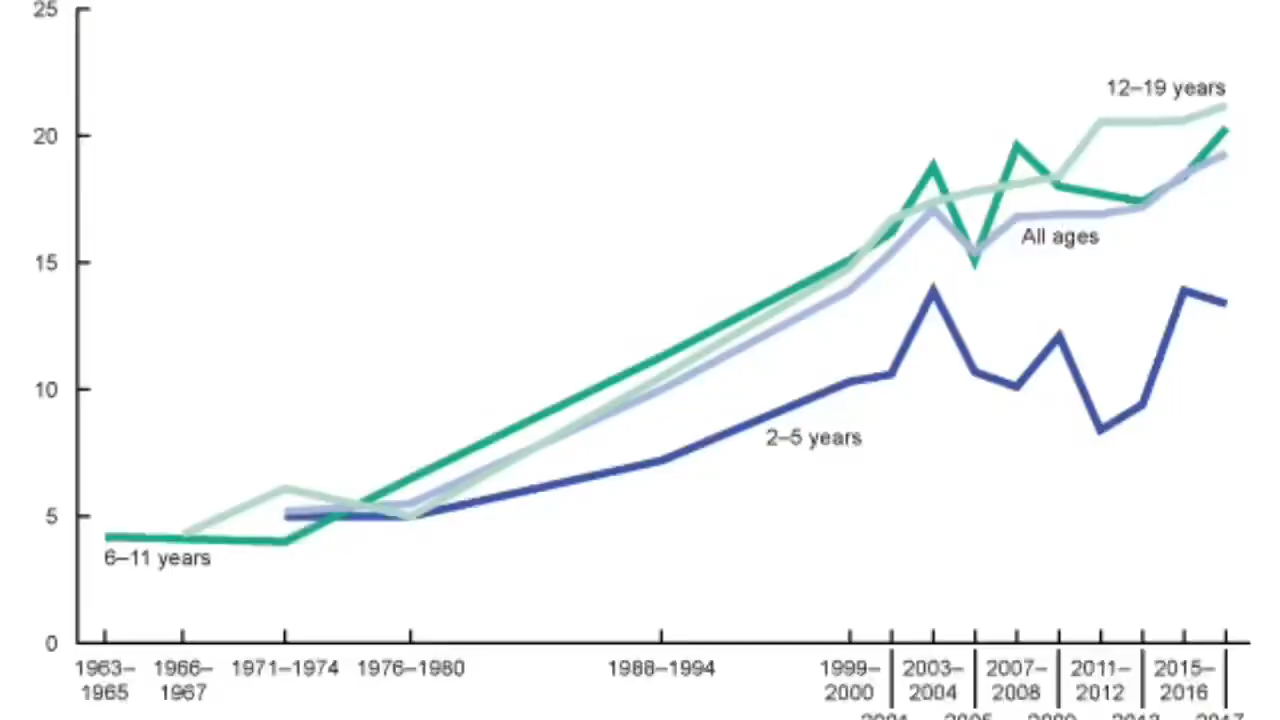 25
12–19 years
20
15
All ages
10
2–5 years
5
6–11 years
0
1963– 1966– 1971–1974 1976–1980 1988–1994 1999– 2003– 2007– 2011– 2015–
1965 1967 2000 2004 2008 2012 2016